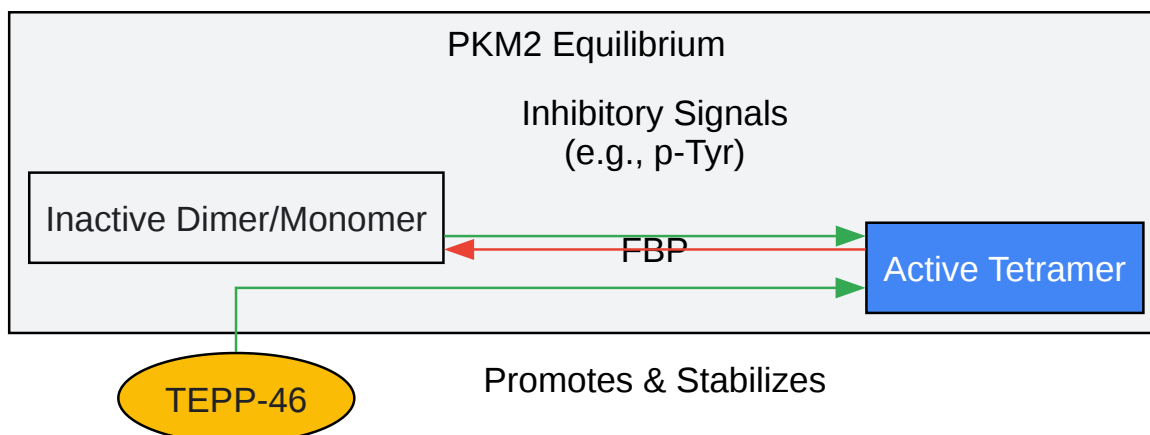 PKM2 Equilibrium
Inhibitory Signals
(e.g., p-Tyr)
Inactive Dimer/Monomer
FBP
Active Tetramer
Promotes & Stabilizes
TEPP-46